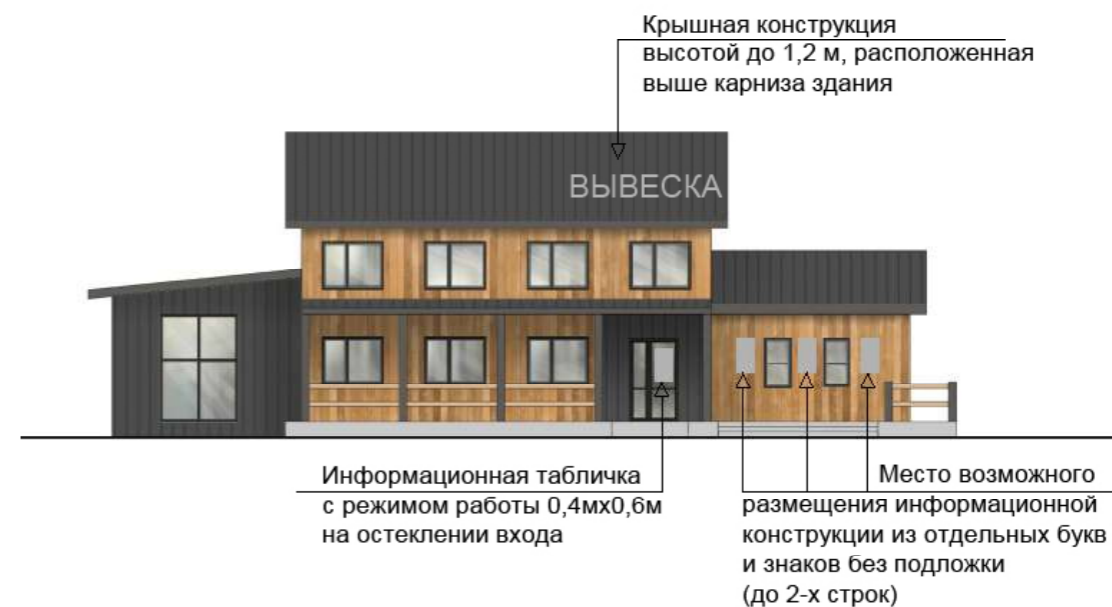 Крышная конструкция
высотой до 1,2 м, расположенная
выше карниза здания
ВЫВЕСКА
Информационная табличка
с режимом работы 0,4мх0,6м
на остеклении входа
Место возможного
размещения информационной
конструкции из отдельных букв
и знаков без подложки
(до 2-х строк)